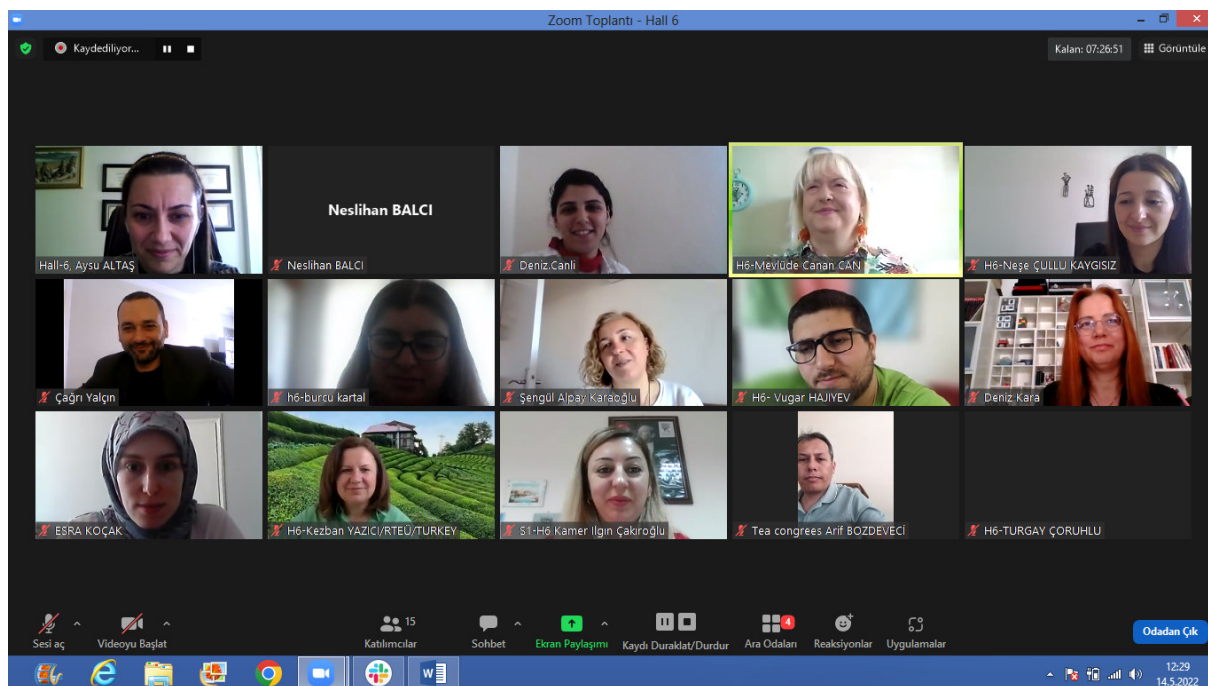 Zoom Toplantı - Hall 6
Kaydediliyor...
Kalan: 07:26:51
Görüntüle
Hall-6, Aysu ALTAŞ
Neslihan BALCI
Neslihan BALCI
Deniz.Canli
H6-Mevlüde Canan CAN
H6-Neşe ÇULLU KAYGISIZ
Çağrı Yalçın
h6-burcu kartal
Şengül Alpay Karaoğlu
H6- Vugar HAJIYEV
Deniz Kara
ESRA KOÇAK
H6-Kezban YAZICI/RTEÜ/TURKEY
S1-H6 Kamer Ilgın Çakıroğlu
Tea congrees Arif BOZDEVECİ
H6-TURGAY ÇORUHLU
Sesi aç
Videoyu Başlat
15
Katılımcılar
Sohbet
Ekran Paylaşımı
Kaydı Duraklat/Durdur
4
Ara Odaları
Reaksiyonlar
Uygulamalar
Odadan Çık
12:29
14.5.2022